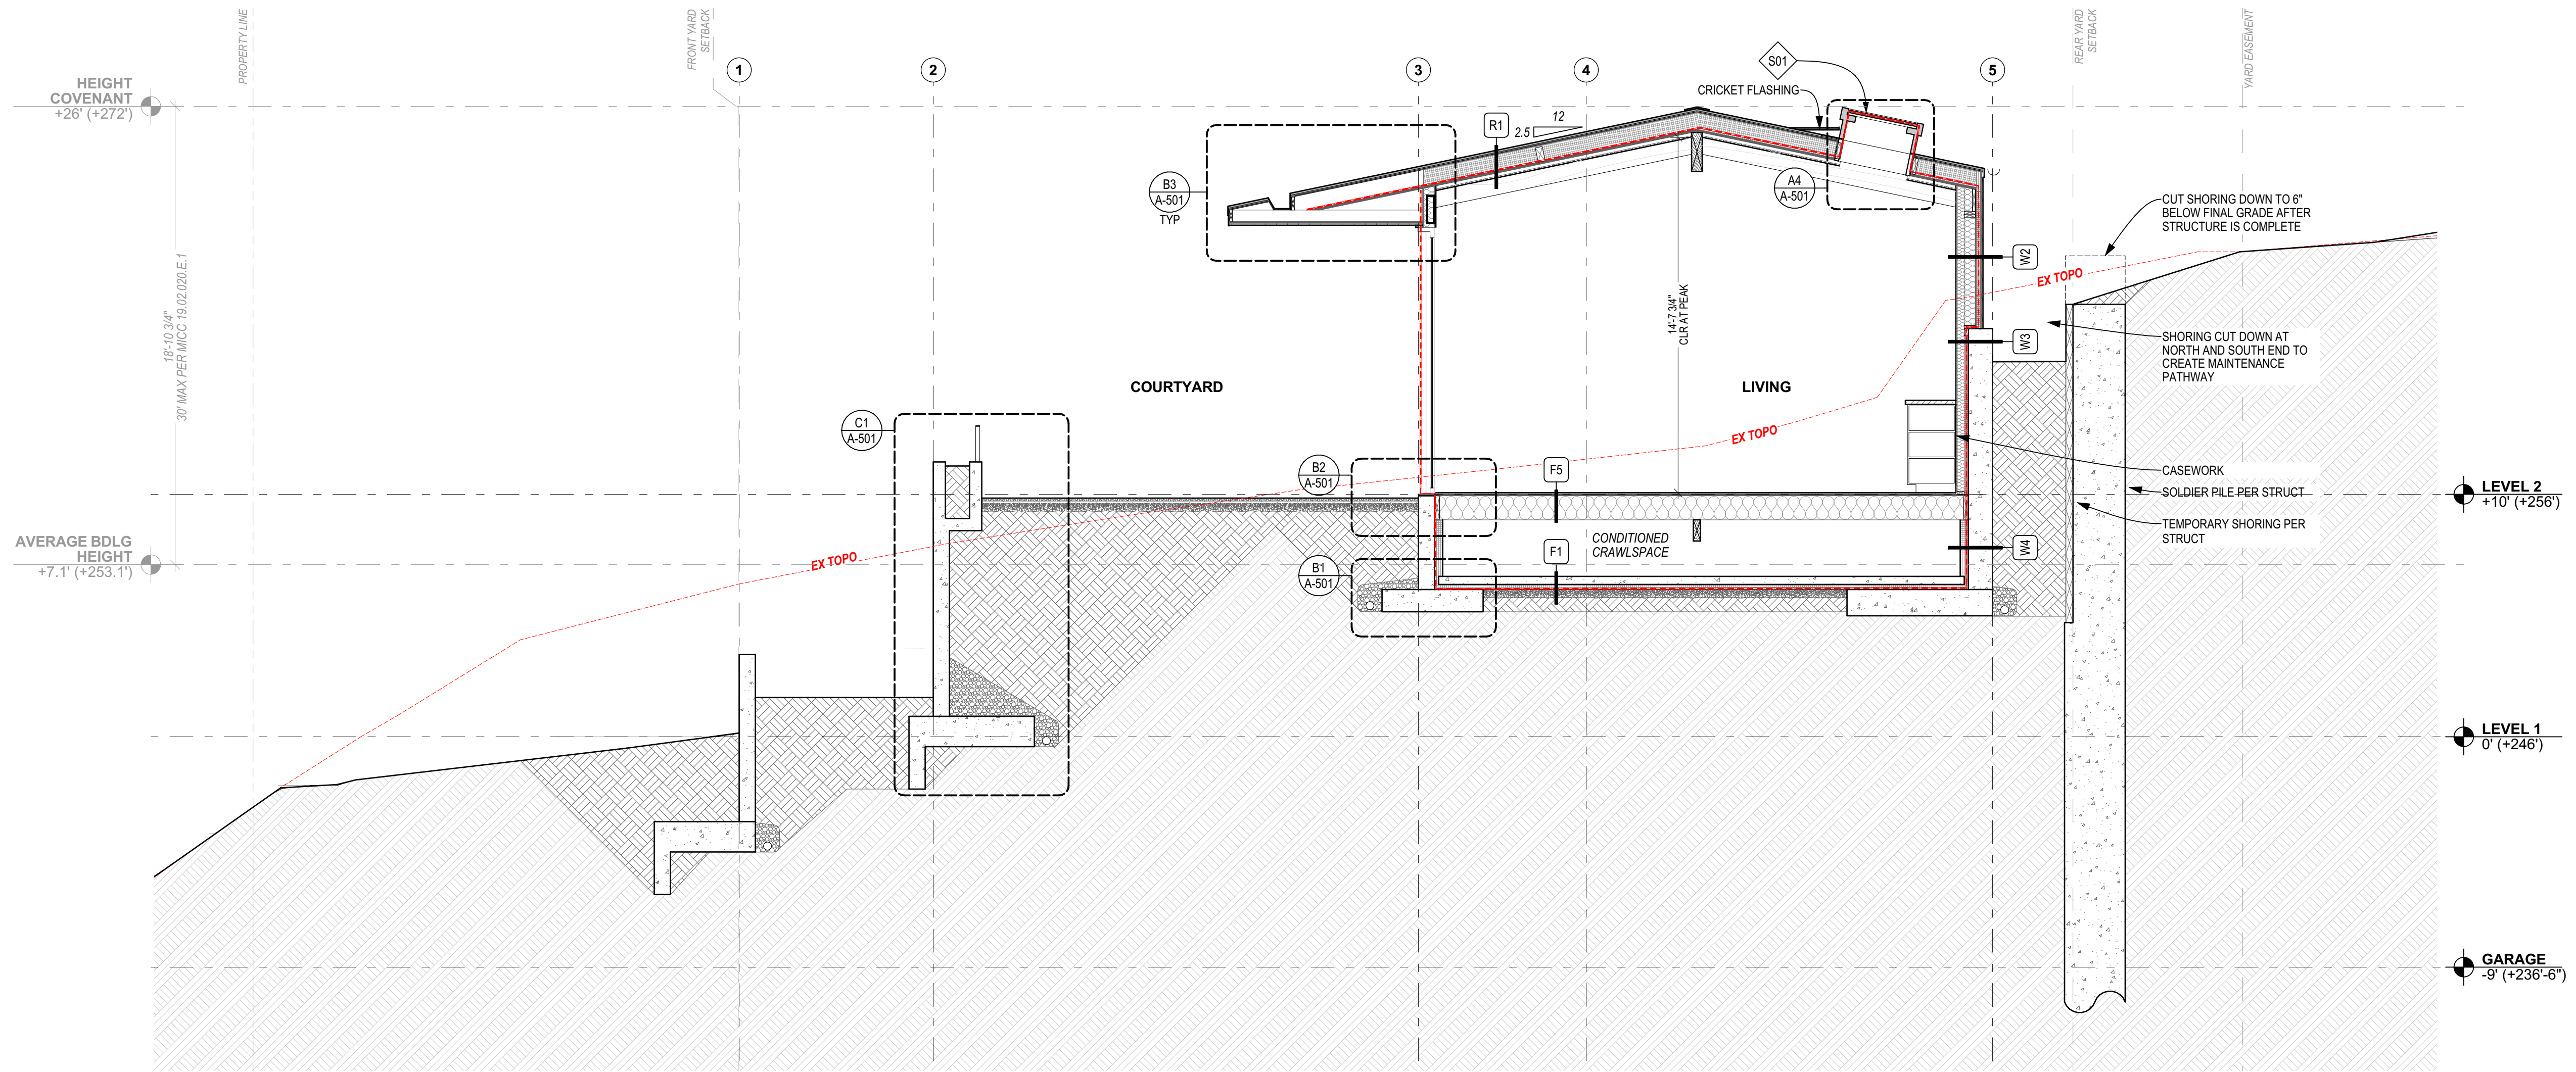 PROPERTY LINE
FRONT YARD
SETBACK
REAR YARD
SETBACK
YARD EASEMENT
1
2
3
4
5
HEIGHT
COVENANT
+26' (+272')
S01
CRICKET FLASHING
R1
12
2.5
B3
A-501
TYP
A4
A-501
CUT SHORING DOWN TO 6"
BELOW FINAL GRADE AFTER
STRUCTURE IS COMPLETE
W2
EX TOPO
18'-10 3/4"
30' MAX PER MICC 19.02.020.E.1
14'-7 3/4"
CLR AT PEAK
W3
SHORING CUT DOWN AT
NORTH AND SOUTH END TO
CREATE MAINTENANCE
PATHWAY
COURTYARD
LIVING
C1
A-501
EX TOPO
B2
A-501
F5
CASEWORK
SOLDIER PILE PER STRUCT
TEMPORARY SHORING PER
STRUCT
LEVEL 2
+10' (+256')
AVERAGE BDLG
HEIGHT
+7.1' (+253.1')
EX TOPO
CONDITIONED
CRAWLSPACE
F1
W4
B1
A-501
LEVEL 1
0' (+246')
GARAGE
-9' (+236'-6")